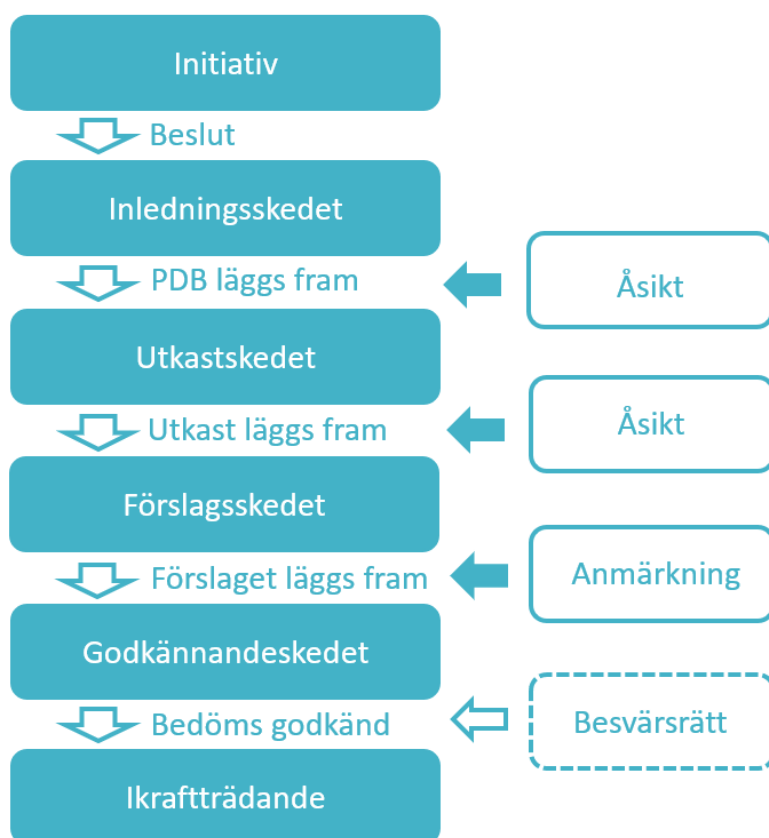 Initiativ
Beslut
Inledningsskedet
PDB läggs fram
Åsikt
Utkastskedet
Utkast läggs fram
Åsikt
Förslagsskedet
Förslaget läggs fram
Anmärkning
Godkännandeskedet
Bedöms godkänd
Besvärsrätt
Ikraftträdande